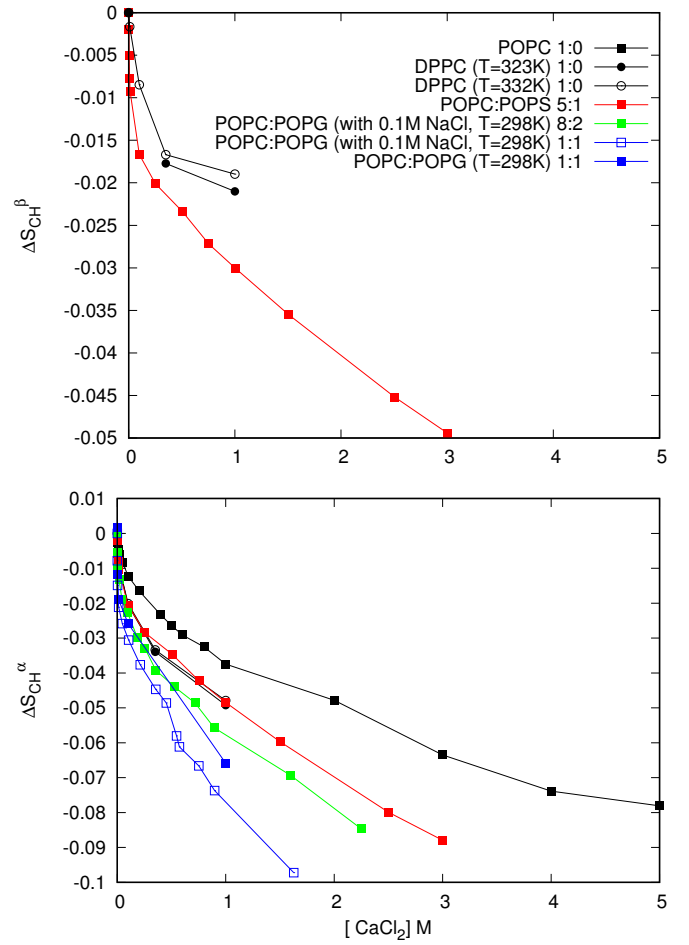 0
-0.005
-0.01
-0.015
-0.02
-0.025
-0.03
-0.035
-0.04
-0.045
-0.05
ΔS_CH^β
POPC 1:0
DPPC (T=323K) 1:0
DPPC (T=332K) 1:0
POPC:POPS 5:1
POPC:POPG (with 0.1M NaCl, T=298K) 8:2
POPC:POPG (with 0.1M NaCl, T=298K) 1:1
POPC:POPG (T=298K) 1:1
0 1 2 3 4 5
0.01
0
-0.01
-0.02
-0.03
-0.04
-0.05
-0.06
-0.07
-0.08
-0.09
-0.1
ΔS_CH^α
0 1 2 3 4 5
[ CaCl₂] M